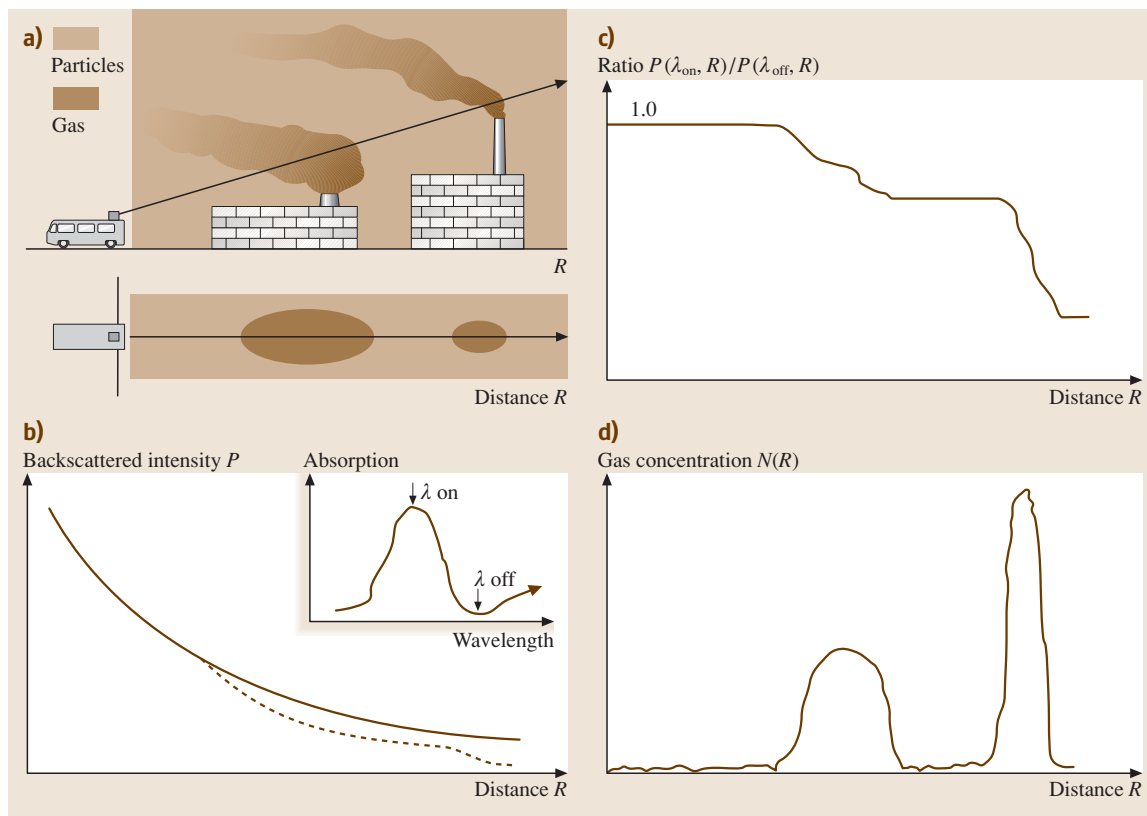 a)
Particles
Gas
R
Distance R
b)
Backscattered intensity P
Absorption
λ on
λ off
Wavelength
Distance R
c)
Ratio P(λon, R)/P(λoff, R)
1.0
Distance R
d)
Gas concentration N(R)
Distance R